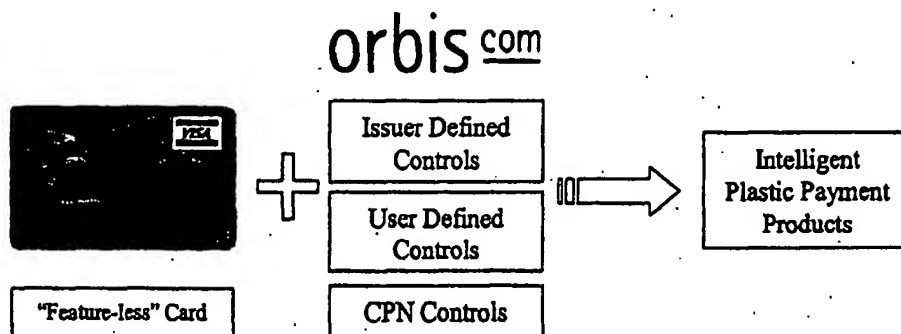 orbis com
VISA
Issuer Defined
Controls
Intelligent
Plastic Payment
Products
User Defined
Controls
"Feature-less" Card
CPN Controls